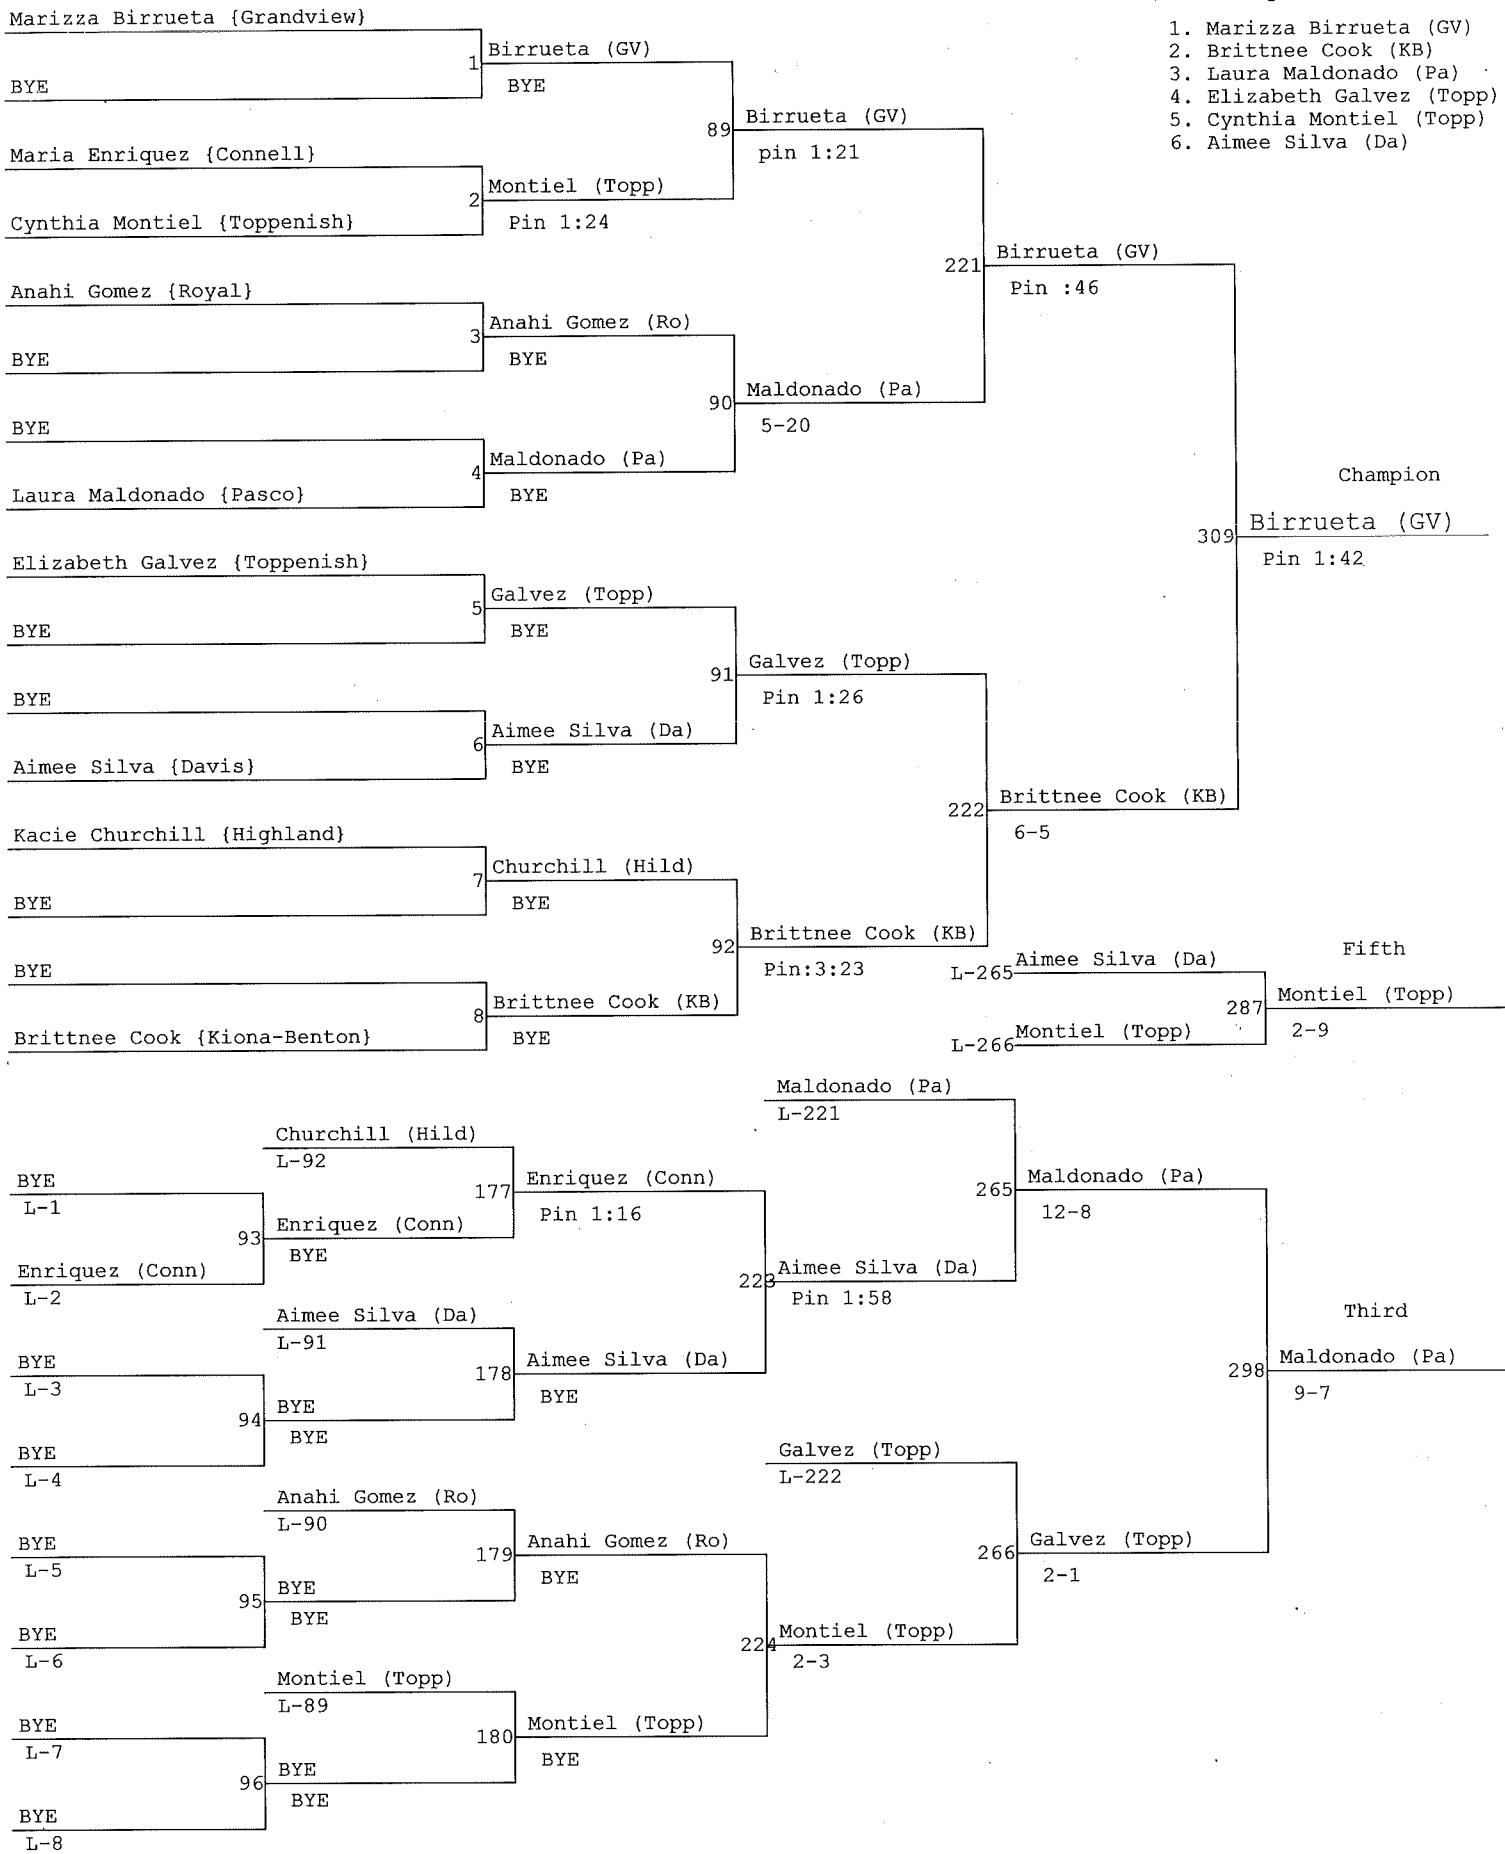 1. Marizza Birrueta (GV)
2. Brittnee Cook (KB)
3. Laura Maldonado (Pa)
4. Elizabeth Galvez (Topp)
5. Cynthia Montiel (Topp)
6. Aimee Silva (Da)
Marizza Birrueta {Grandview}
BYE
Maria Enriquez {Connell}
Cynthia Montiel {Toppenish}
Anahi Gomez {Royal}
BYE
BYE
Laura Maldonado {Pasco}
Elizabeth Galvez {Toppenish}
BYE
BYE
Aimee Silva {Davis}
Kacie Churchill {Highland}
BYE
BYE
Brittnee Cook {Kiona-Benton}
1 Birrueta (GV)
BYE
2 Montiel (Topp)
Pin 1:24
3 Anahi Gomez (Ro)
BYE
4 Maldonado (Pa)
BYE
5 Galvez (Topp)
BYE
6 Aimee Silva (Da)
BYE
7 Churchill (Hild)
BYE
8 Brittnee Cook (KB)
BYE
89 Birrueta (GV)
pin 1:21
90 Maldonado (Pa)
5-20
91 Galvez (Topp)
Pin 1:26
92 Brittnee Cook (KB)
Pin:3:23
221 Birrueta (GV)
Pin :46
222 Brittnee Cook (KB)
6-5
Champion
309 Birrueta (GV)
Pin 1:42
Fifth
L-265 Aimee Silva (Da)
L-266 Montiel (Topp)
287 Montiel (Topp)
2-9
BYE
L-1
Enriquez (Conn)
L-2
BYE
L-3
BYE
L-4
BYE
L-5
BYE
L-6
BYE
L-7
BYE
L-8
Churchill (Hild)
L-92
93 Enriquez (Conn)
BYE
Aimee Silva (Da)
L-91
94 BYE
BYE
Anahi Gomez (Ro)
L-90
95 BYE
BYE
Montiel (Topp)
L-89
96 BYE
BYE
177 Enriquez (Conn)
Pin 1:16
178 Aimee Silva (Da)
BYE
179 Anahi Gomez (Ro)
BYE
180 Montiel (Topp)
BYE
Maldonado (Pa)
L-221
223 Aimee Silva (Da)
Pin 1:58
Galvez (Topp)
L-222
224 Montiel (Topp)
2-3
265 Maldonado (Pa)
12-8
266 Galvez (Topp)
2-1
Third
298 Maldonado (Pa)
9-7